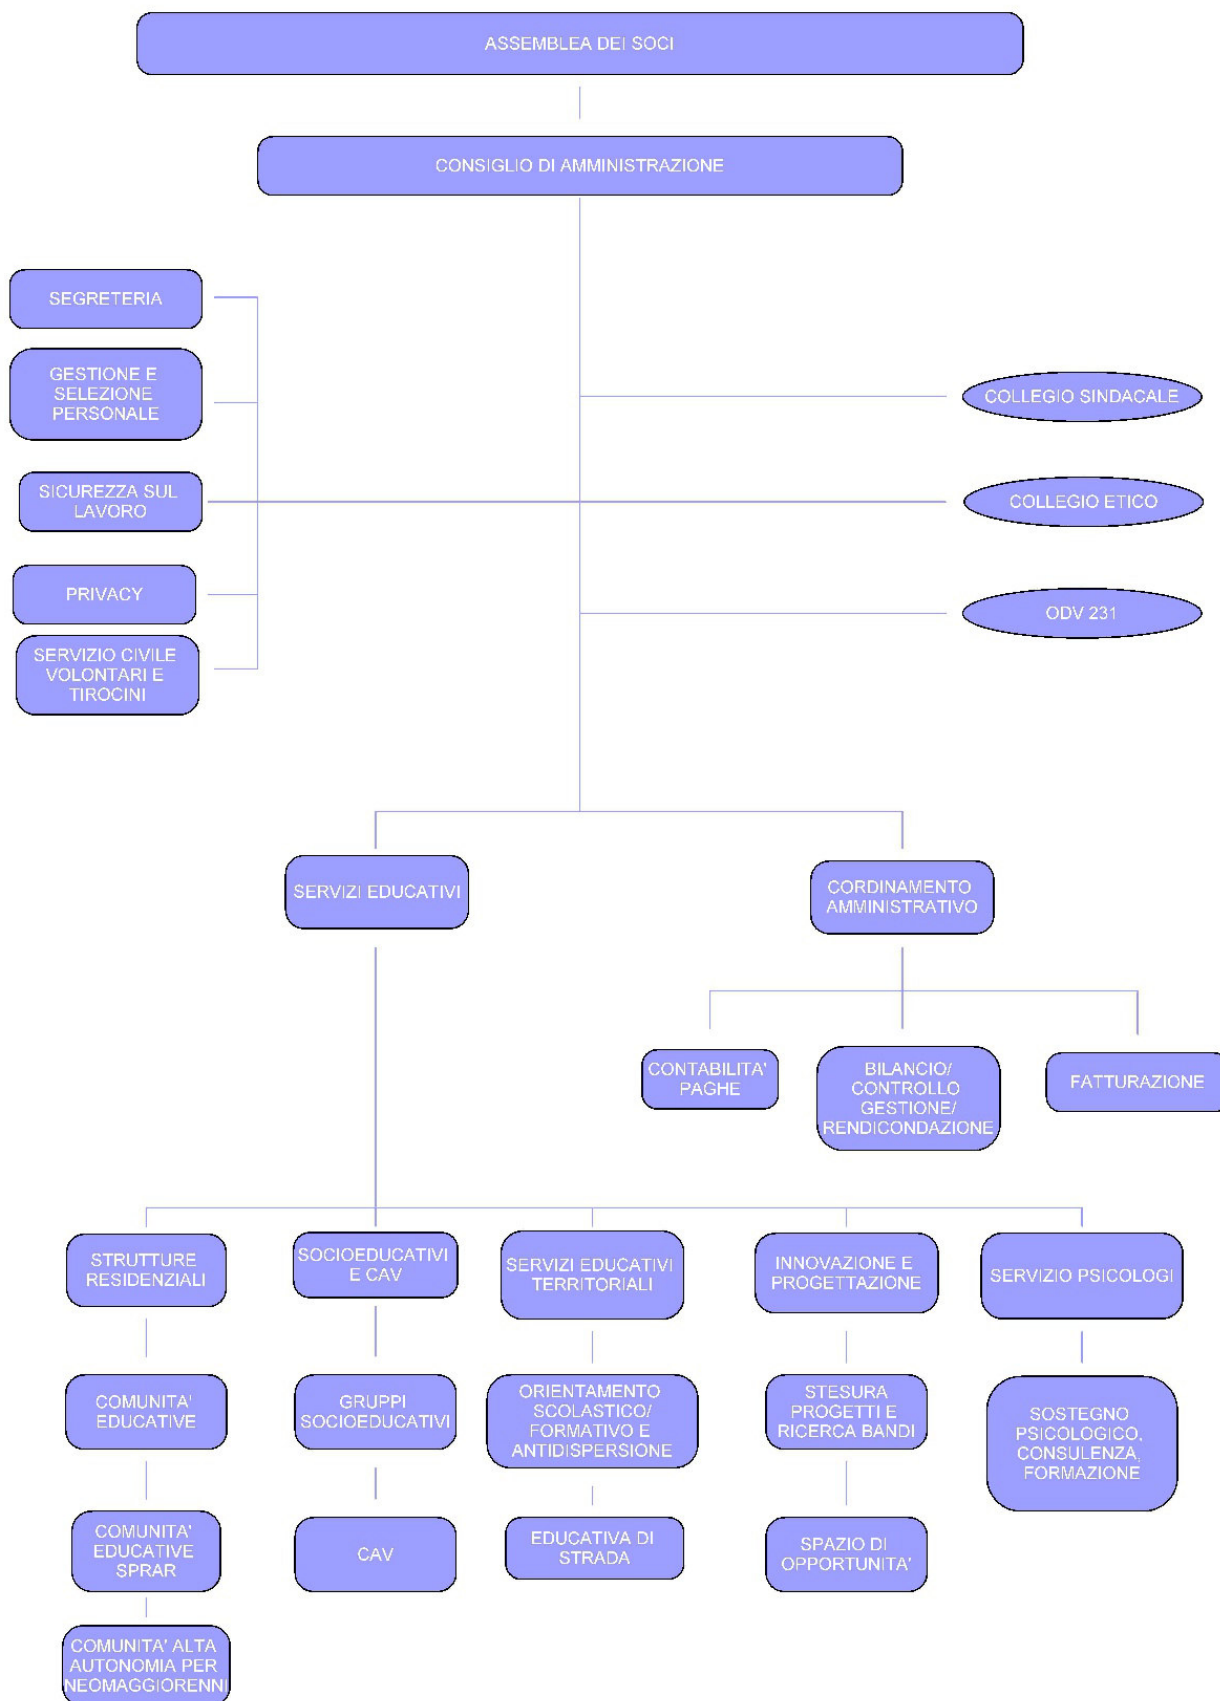 ASSEMBLEA DEI SOCI
CONSIGLIO DI AMMINISTRAZIONE
SEGRETERIA
GESTIONE E
SELEZIONE
PERSONALE
SICUREZZA SUL
LAVORO
PRIVACY
SERVIZIO CIVILE
VOLONTARI E
TIROCINI
COLLEGIO SINDACALE
COLLEGIO ETICO
ODV 231
SERVIZI EDUCATIVI
CORDINAMENTO
AMMINISTRATIVO
CONTABILITA'
PAGHE
BILANCIO/
CONTROLLO
GESTIONE/
RENDICONDAZIONE
FATTURAZIONE
STRUTTURE
RESIDENZIALI
SOCIOEDUCATIVI
E CAV
SERVIZI EDUCATIVI
TERRITORIALI
INNOVAZIONE E
PROGETTAZIONE
SERVIZIO PSICOLOGI
COMUNITA'
EDUCATIVE
GRUPPI
SOCIOEDUCATIVI
ORIENTAMENTO
SCOLASTICO/
FORMATIVO E
ANTIDISPERSIONE
STESURA
PROGETTI E
RICERCA BANDI
SOSTEGNO
PSICOLOGICO,
CONSULENZA,
FORMAZIONE
COMUNITA'
EDUCATIVE
SPRAR
CAV
EDUCATIVA DI
STRADA
SPAZIO DI
OPPORTUNITA'
COMUNITA' ALTA
AUTONOMIA PER
NEOMAGGIORENNI